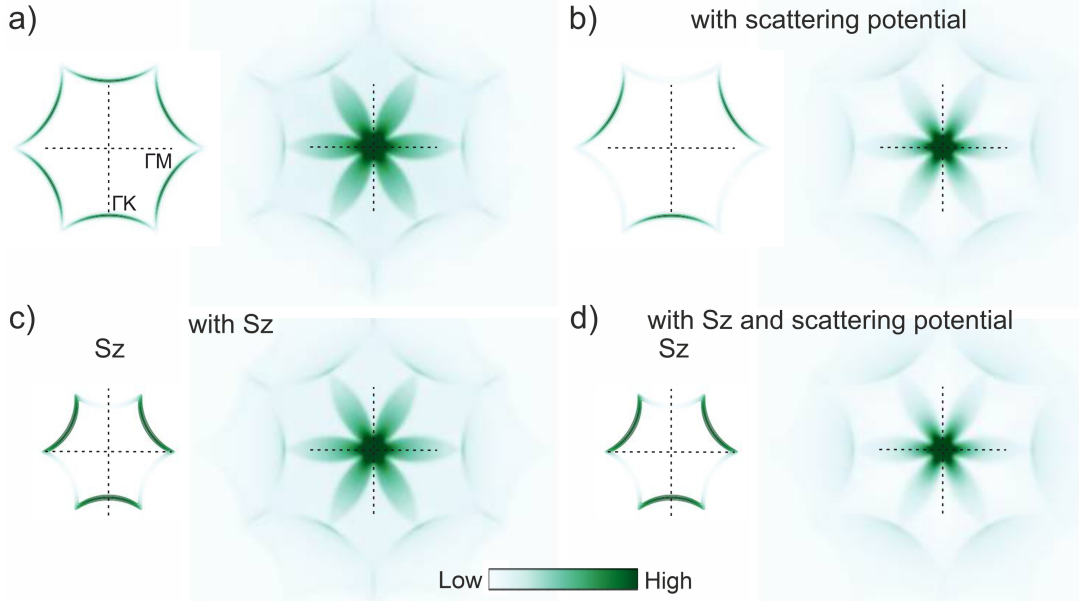 a)
b) with scattering potential
ΓM
ΓK
c) with Sz
Sz
d) with Sz and scattering potential
Sz
Low High